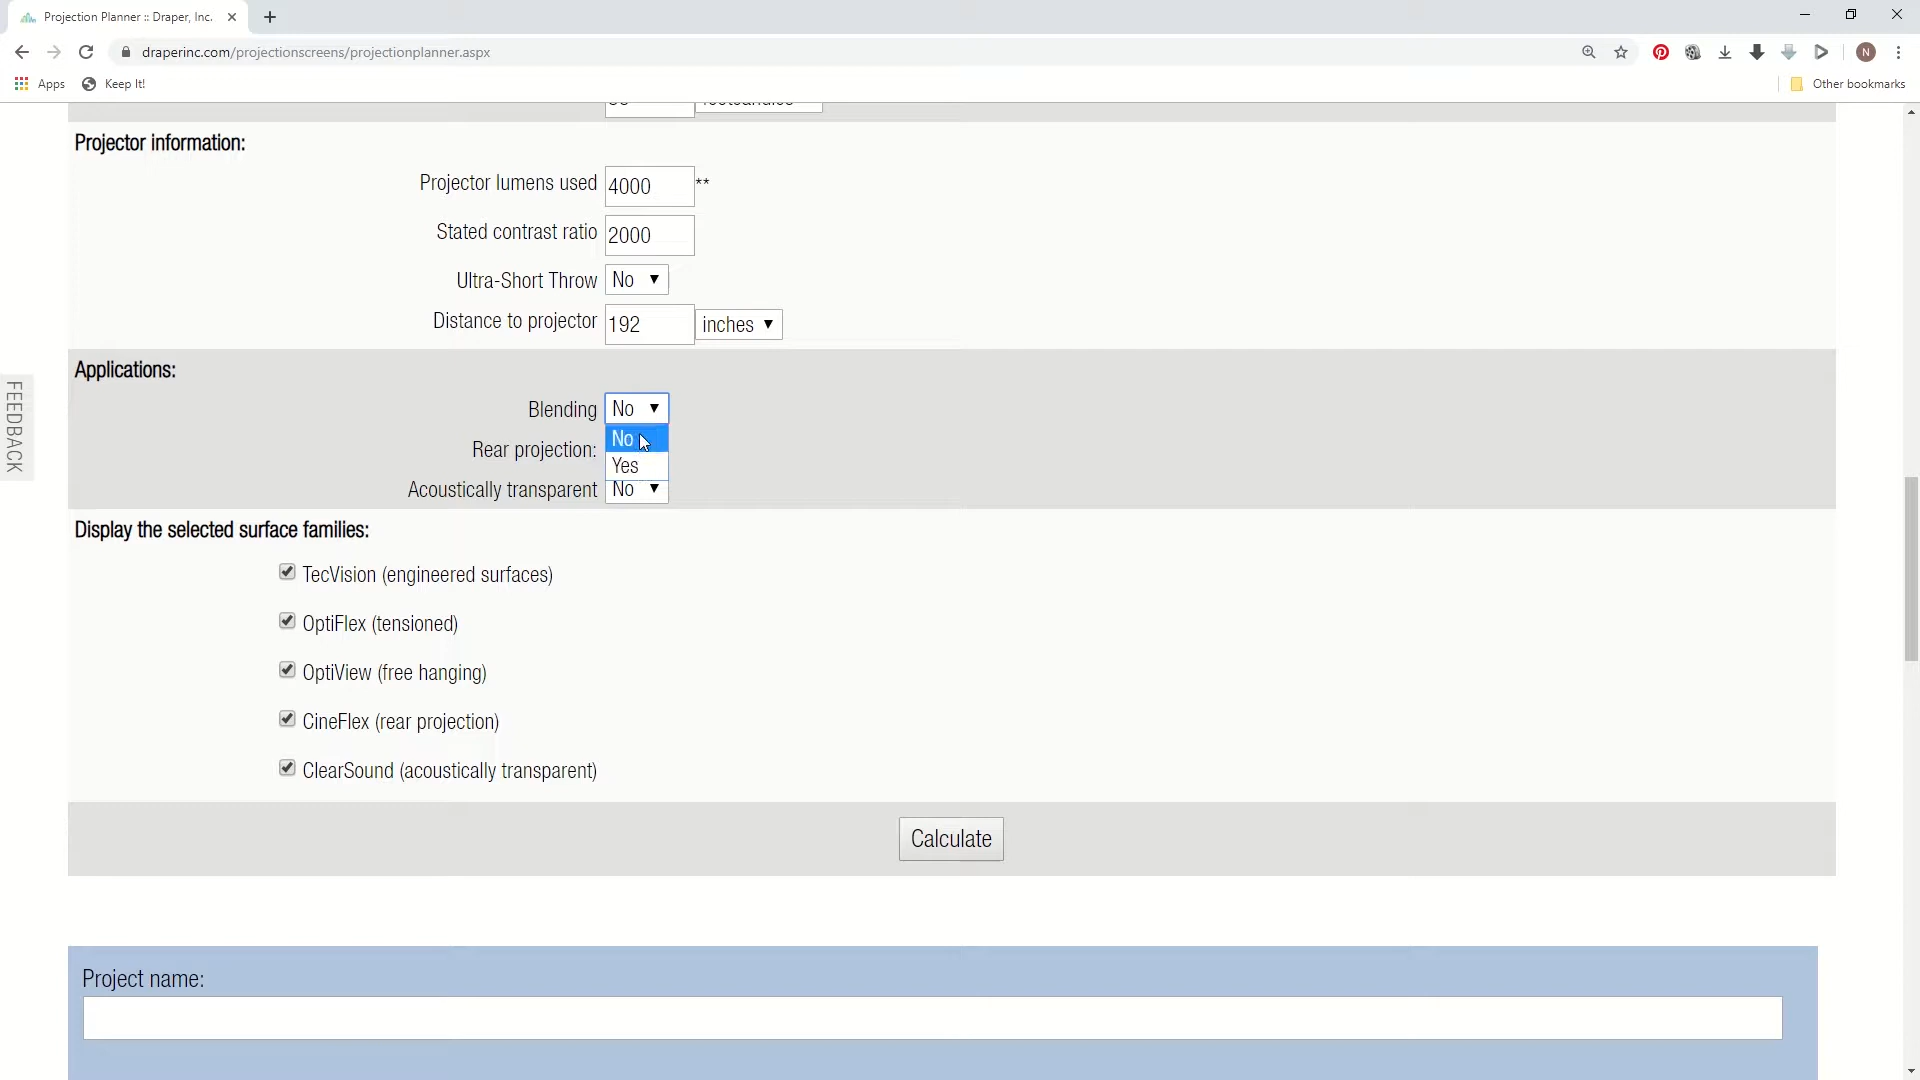 Projection Planner :: Draper, Inc.
draperinc.com/projectionscreens/projectionplanner.aspx
N
Apps
Keep It!
Other bookmarks
Projector information:
Projector lumens used 4000 **
Stated contrast ratio 2000
Ultra-Short Throw No
Distance to projector 192 inches
Applications:
Blending No
No
Rear projection:
Yes
Acoustically transparent No
FEEDBACK
Display the selected surface families:
TecVision (engineered surfaces)
OptiFlex (tensioned)
OptiView (free hanging)
CineFlex (rear projection)
ClearSound (acoustically transparent)
Calculate
Project name: